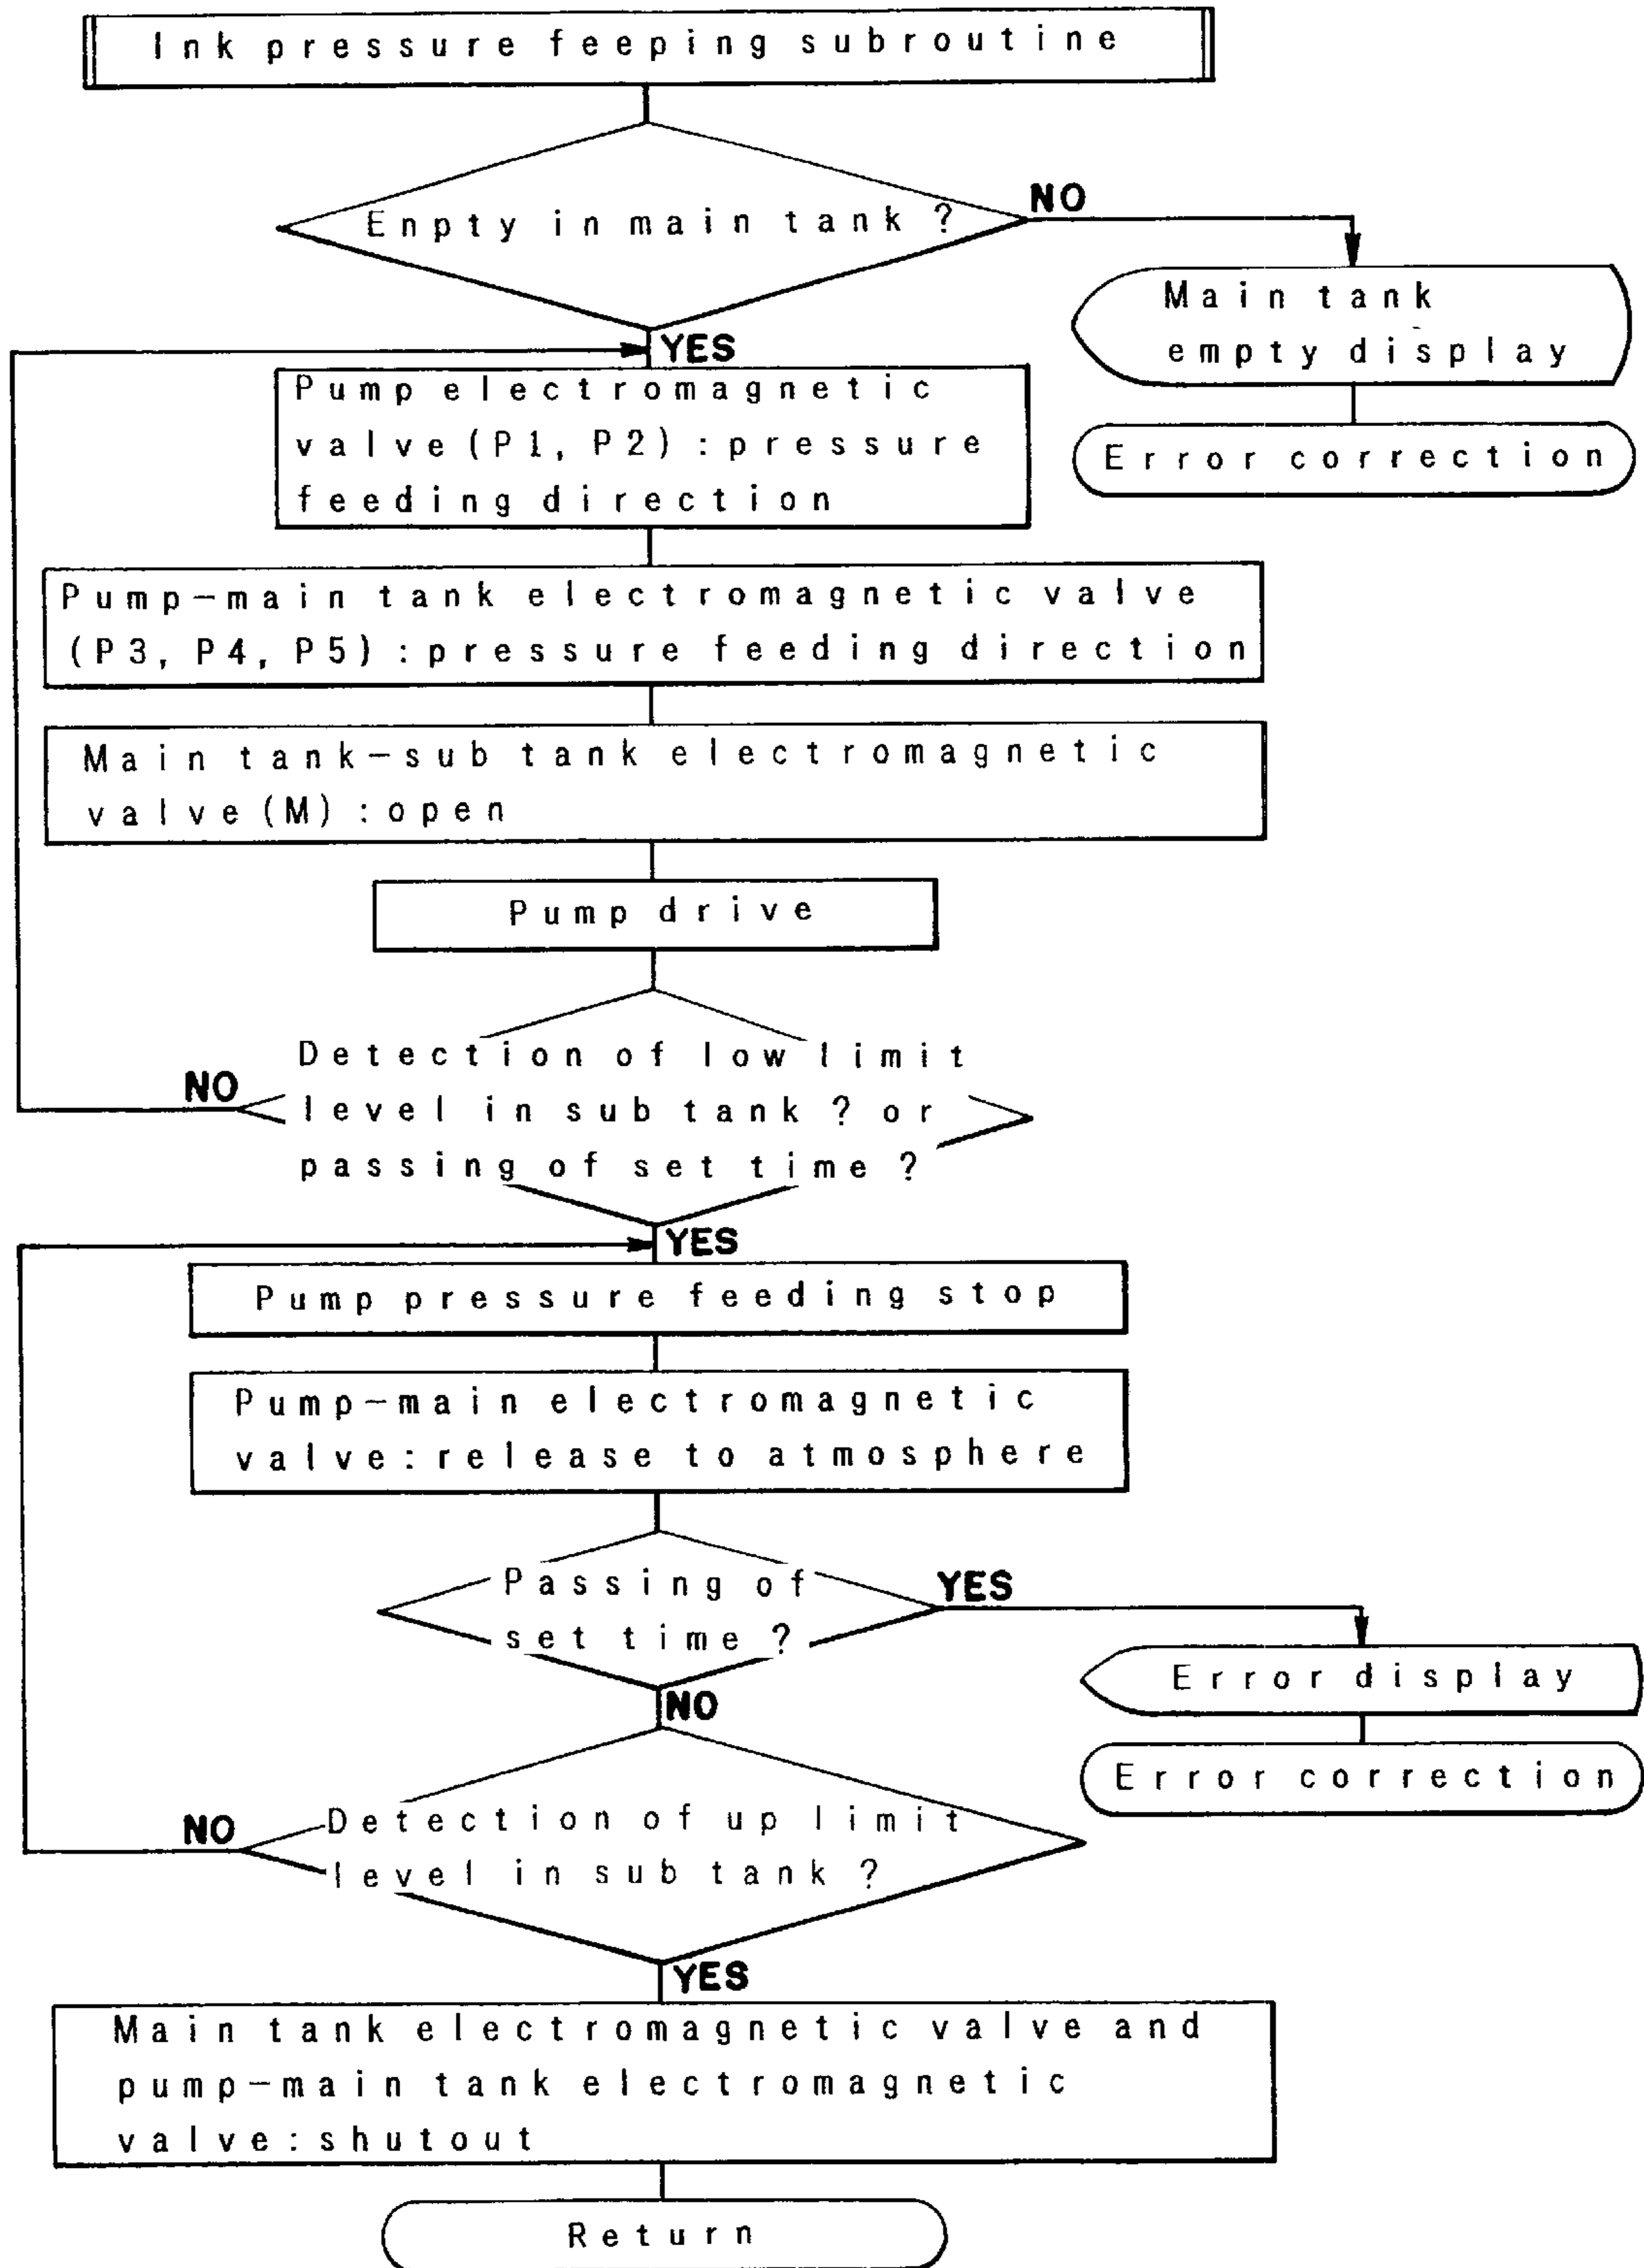 Ink pressure feeping subroutine
Enpty in main tank ?
NO
Main tank
empty display
Error correction
YES
Pump electromagnetic
valve(P1, P2) :pressure
feeding direction
Pump-main tank electromagnetic valve
(P3, P4, P5) :pressure feeding direction
Main tank-sub tank electromagnetic
valve(M) :open
Pump drive
Detection of low limit
level in sub tank ? or
passing of set time ?
NO
YES
Pump pressure feeding stop
Pump-main electromagnetic
valve:release to atmosphere
Passing of
set time ?
YES
Error display
Error correction
NO
Detection of up limit
level in sub tank ?
NO
YES
Main tank electromagnetic valve and
pump-main tank electromagnetic
valve:shutout
Return